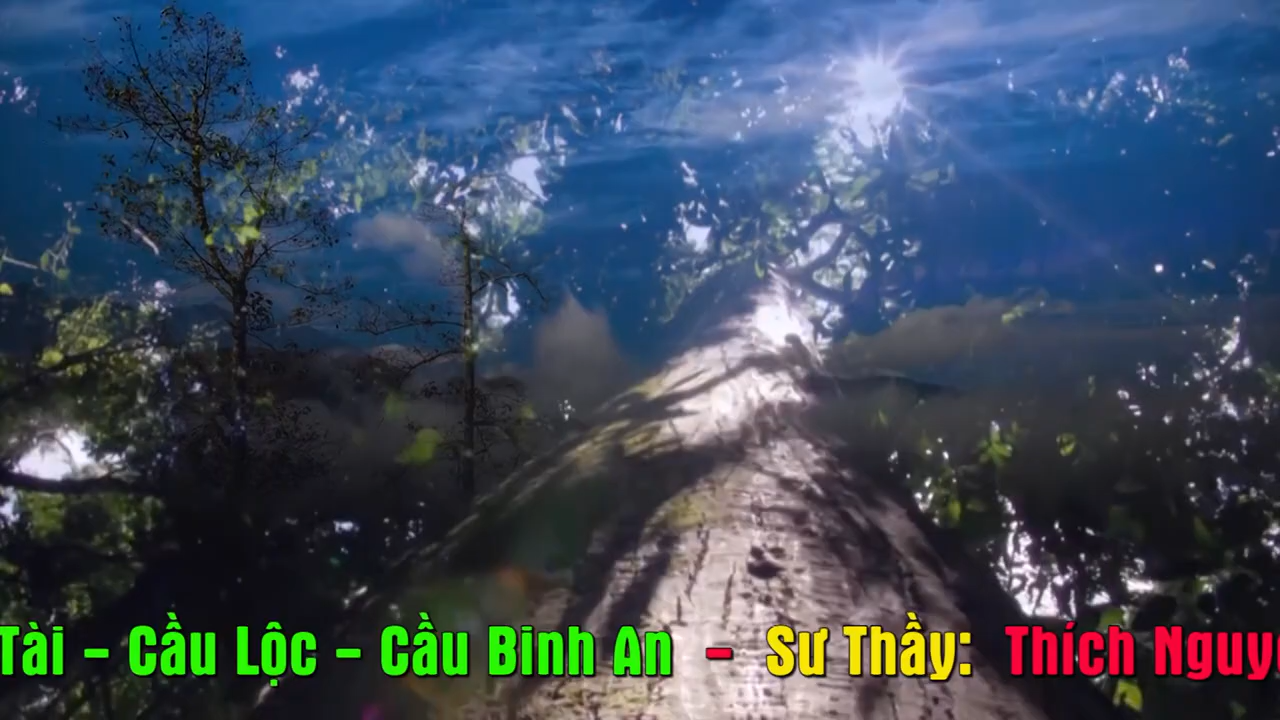 Tài – Cầu Lộc – Cầu Bình An – Sư Thầy: Thích